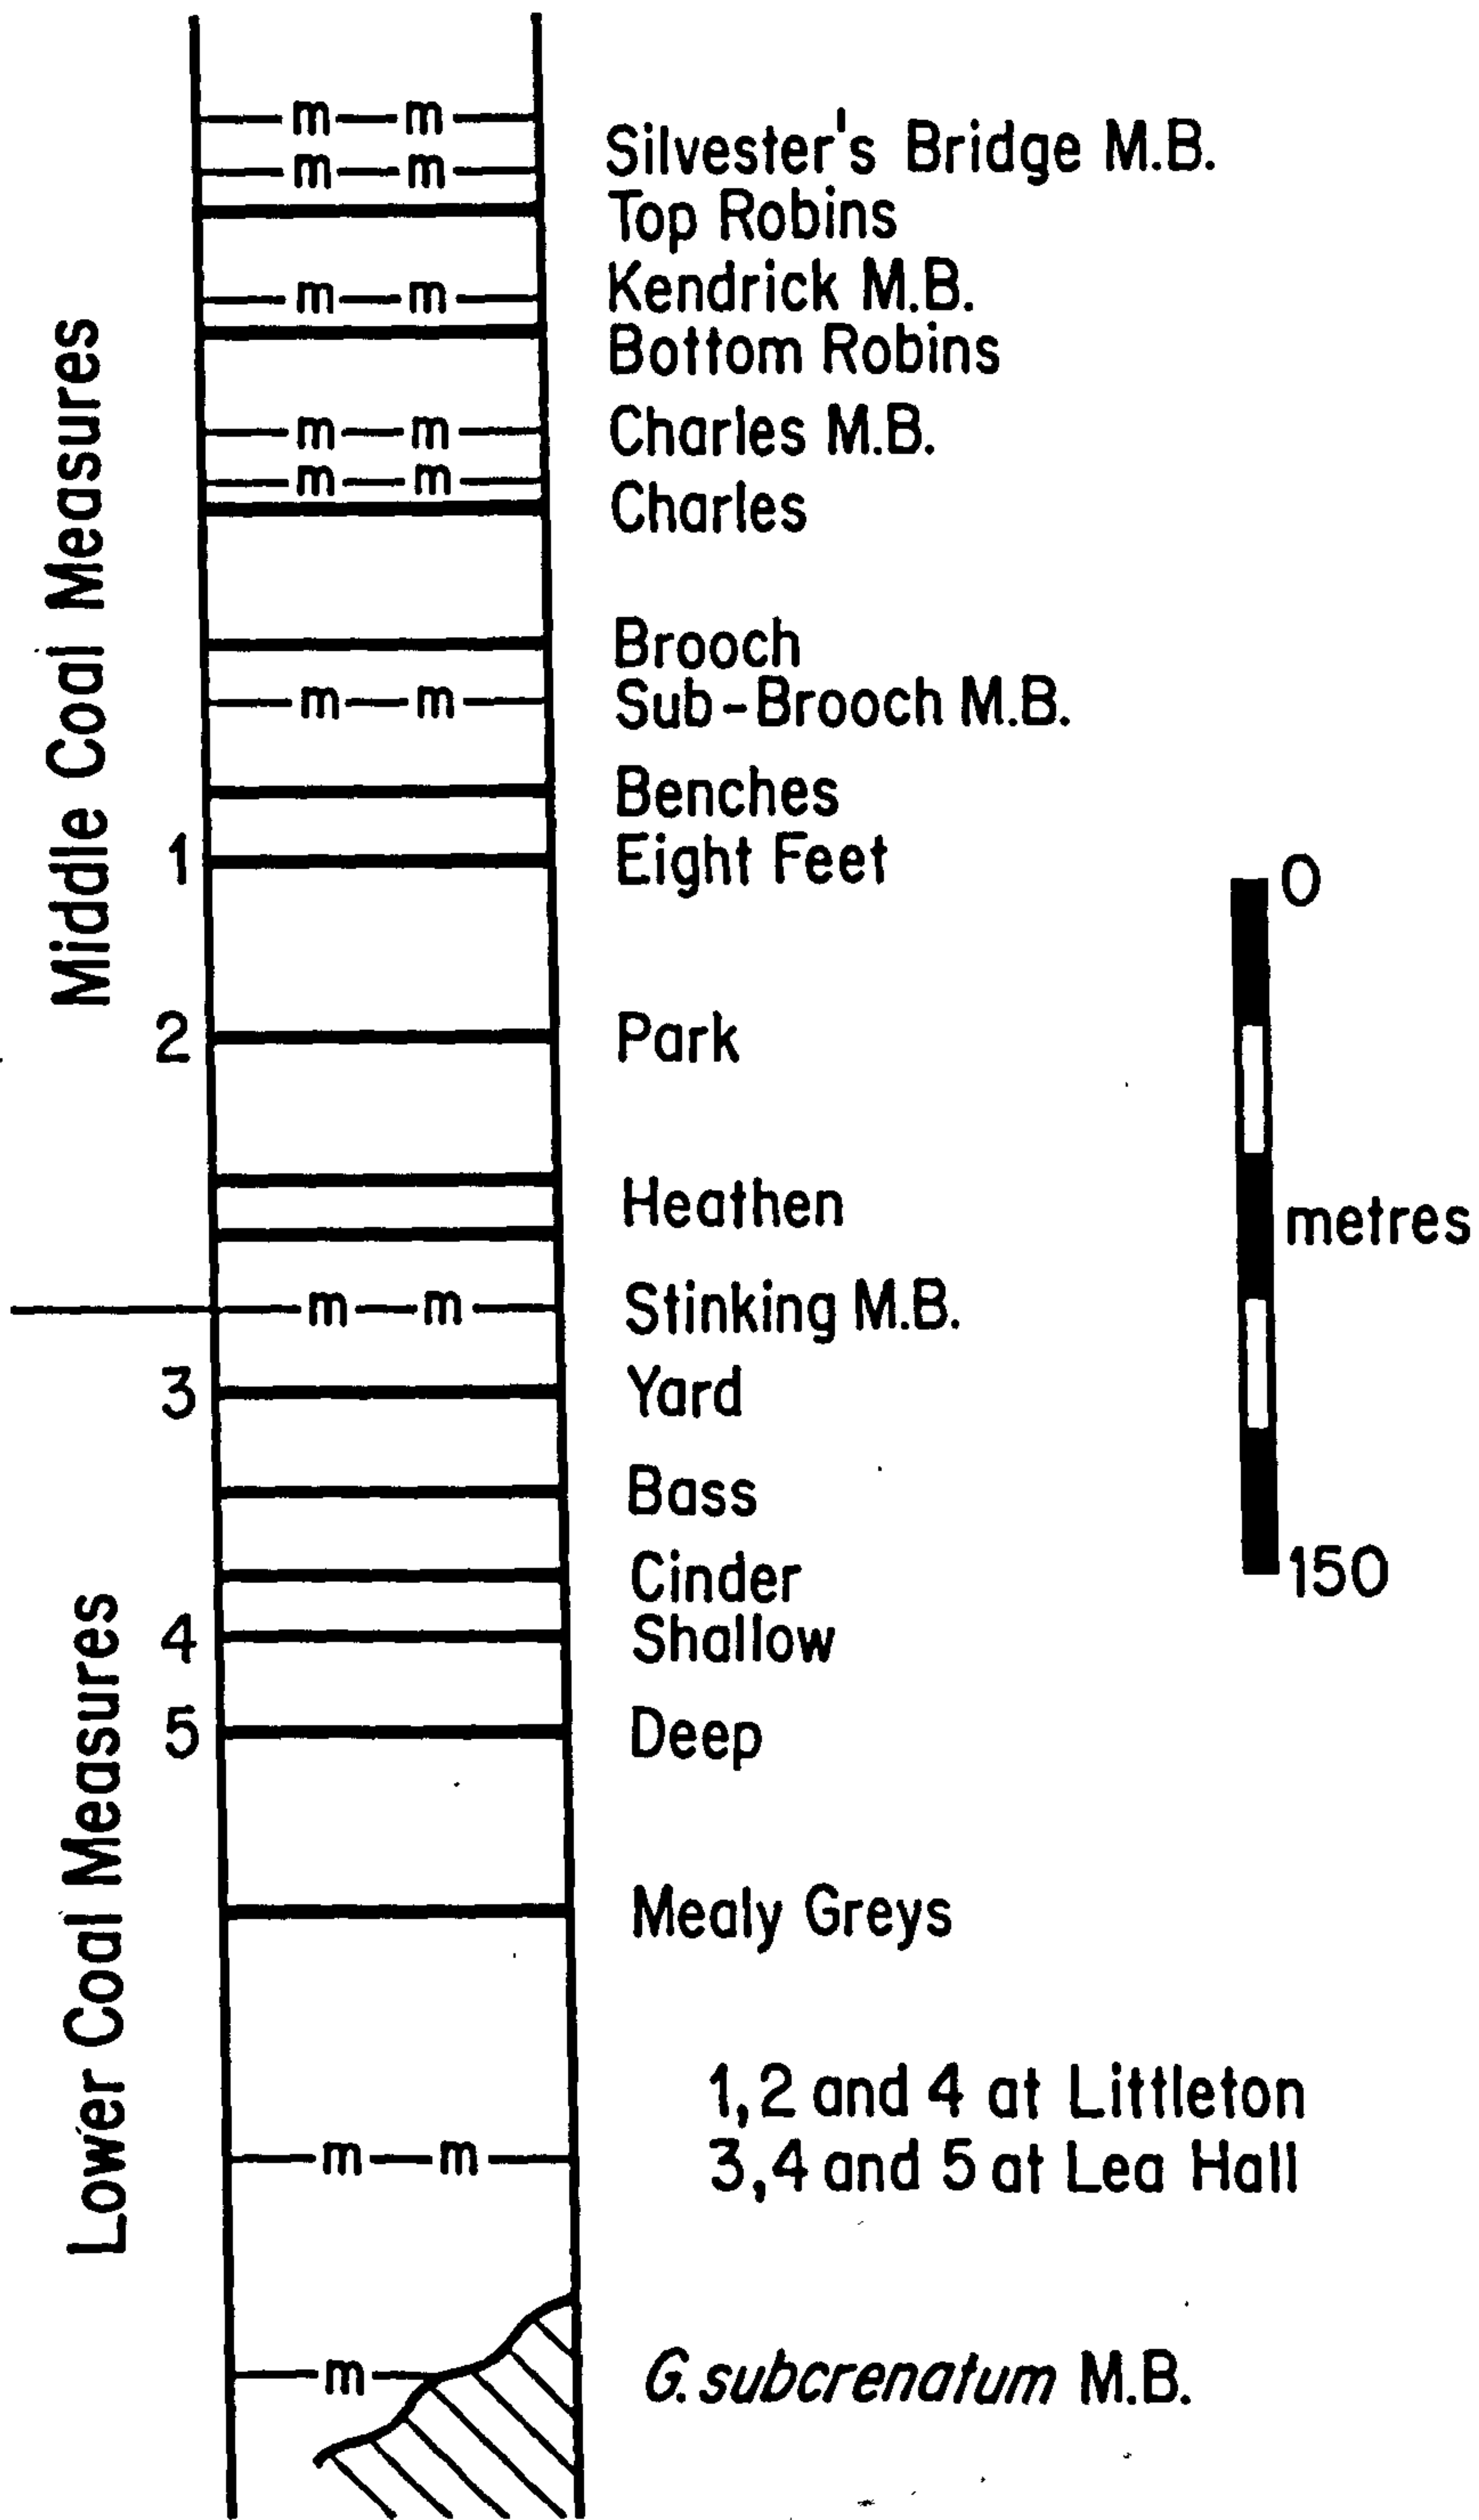 m m
Silvester's Bridge M.B.
m m
Top Robins
Kendrick M.B.
m m
Bottom Robins
Charles M.B.
m m
m m
Charles
Brooch
Sub-Brooch M.B.
m m
Benches
1
Eight Feet
0
Middle Coal Measures
2
Park
Heathen
metres
Stinking M.B.
m m
3
Yard
Bass
Cinder
150
4
Shallow
5
Deep
Mealy Greys
Lower Coal Measures
1,2 and 4 at Littleton
m m
3,4 and 5 at Lea Hall
m
G. subcrenatum M.B.